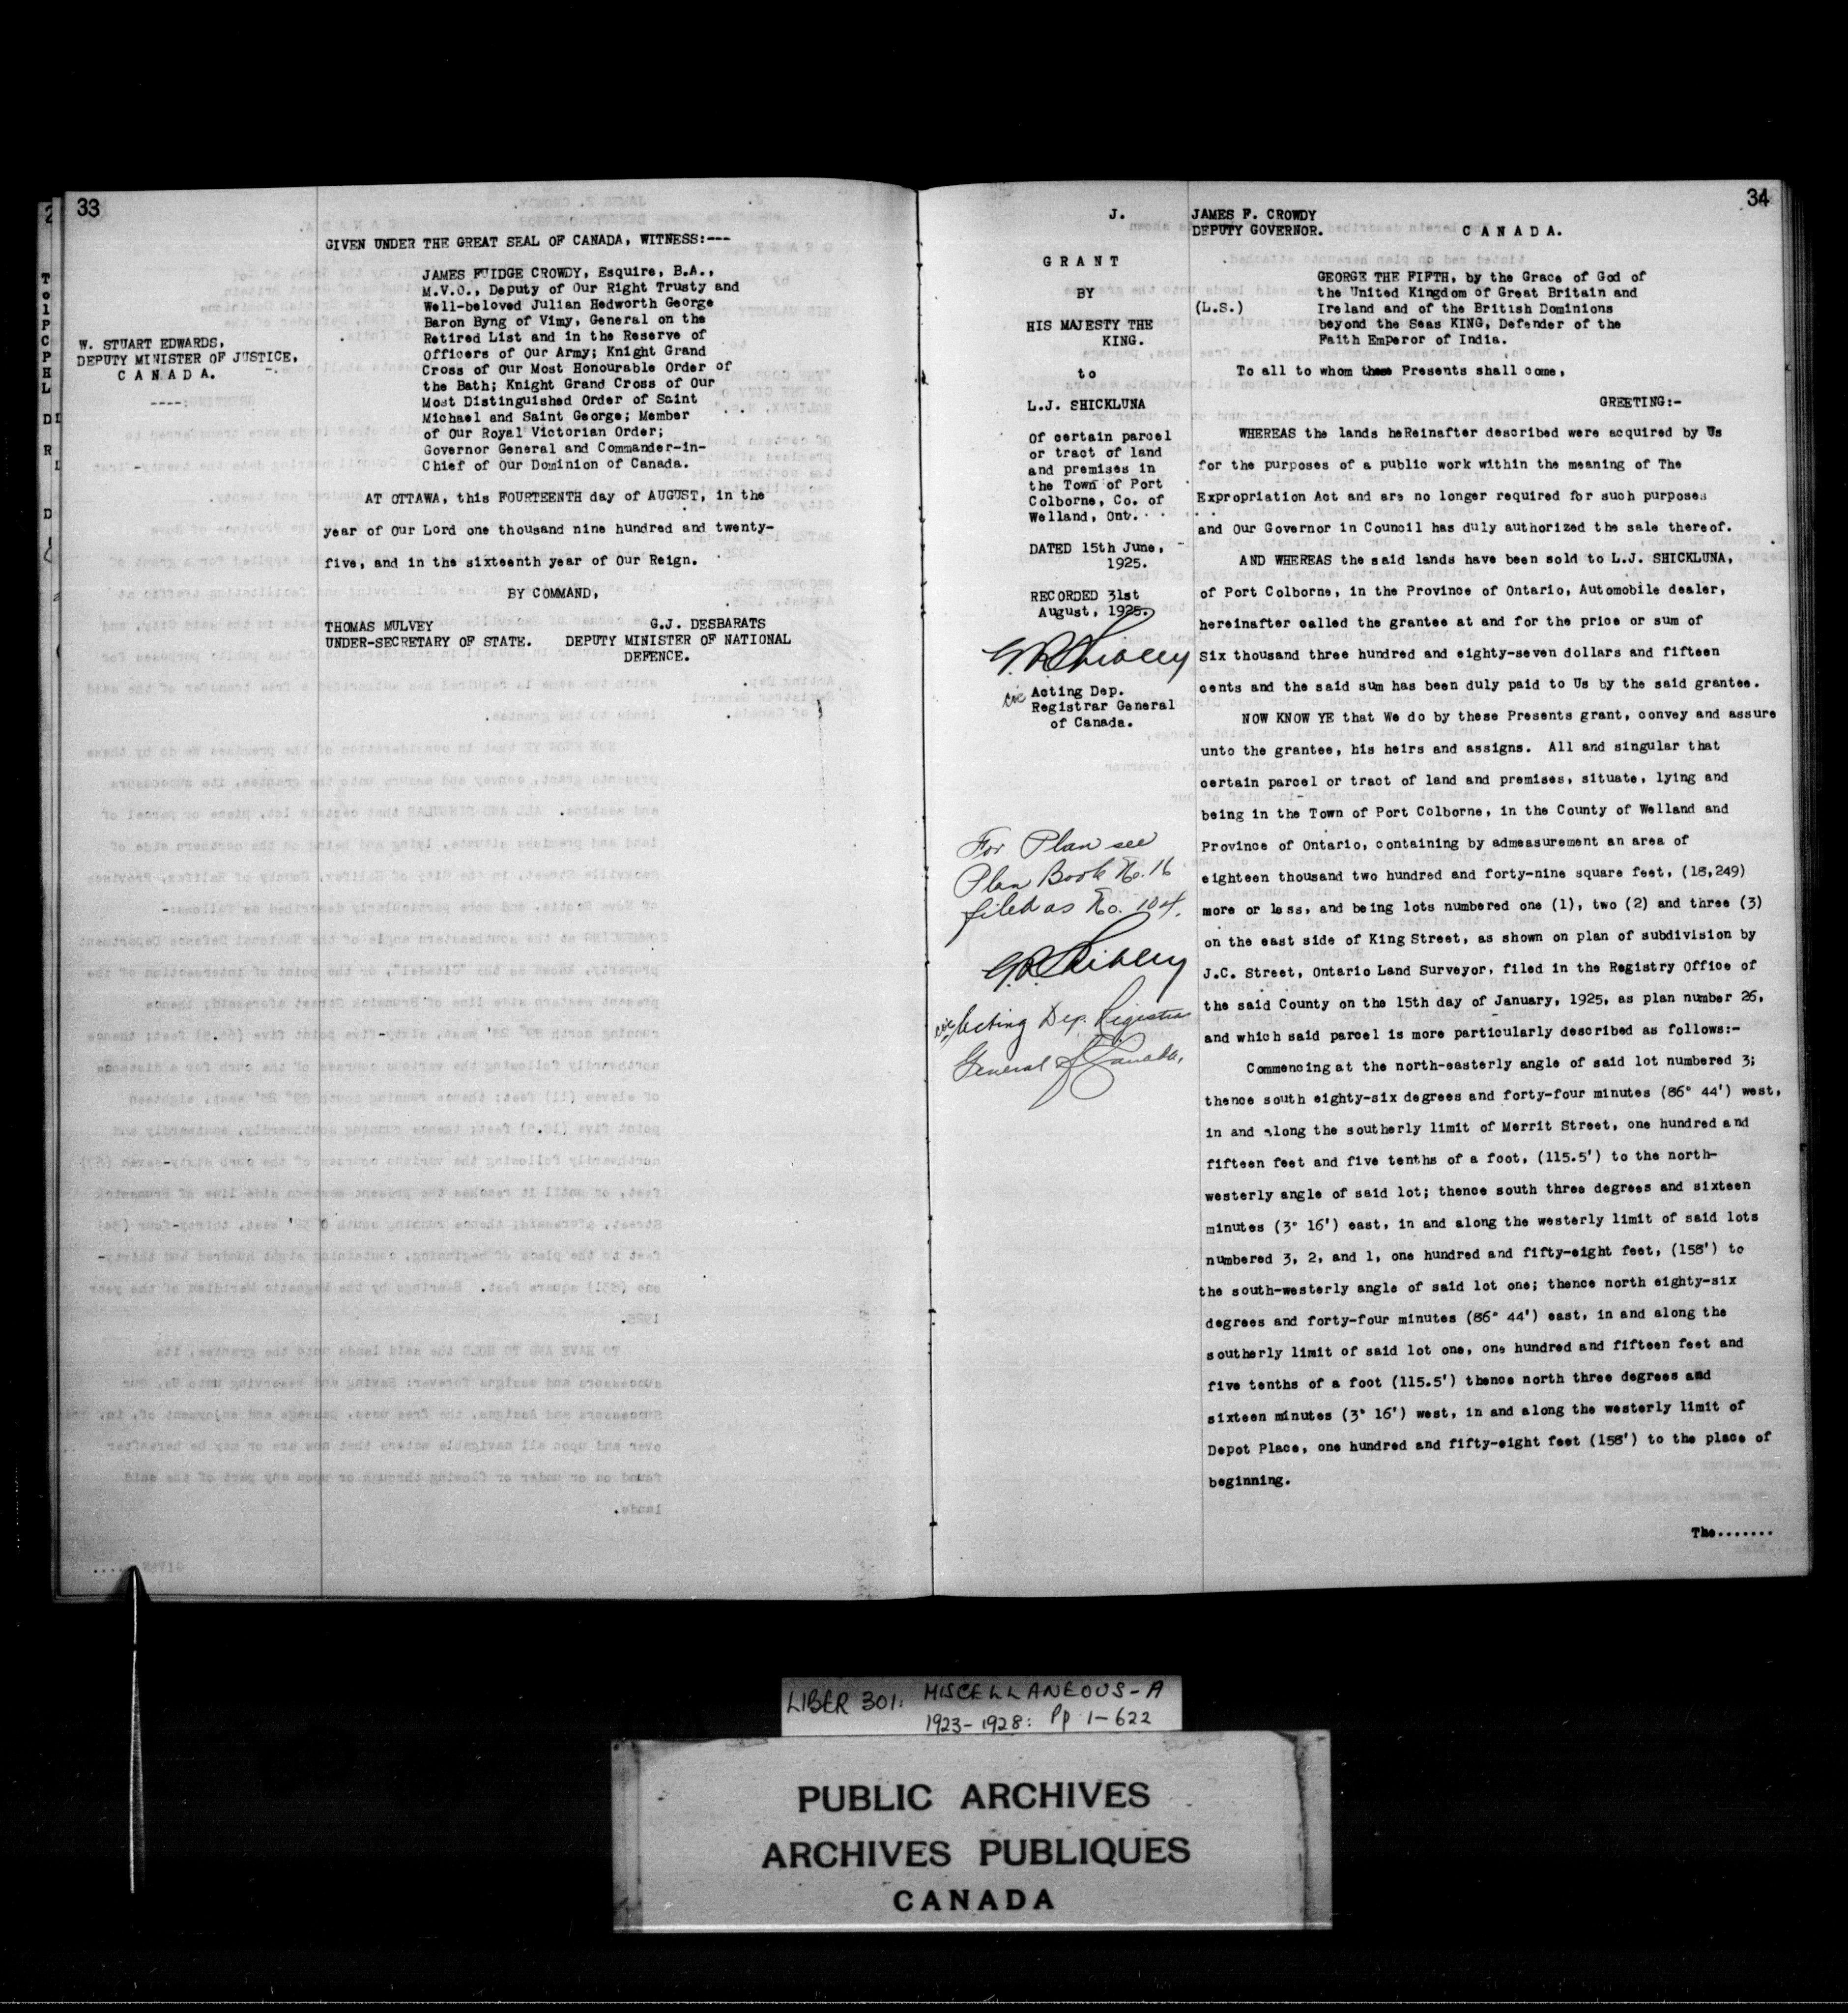 33
GIVEN UNDER THE GREAT SEAL OF CANADA, WITNESS:---
JAMES FUIDGE CROWDY, Esquire, B.A.,
M.V.O., Deputy of Our Right Trusty and
Well-beloved Julian Hedworth George
Baron Byng of Vimy, General on the
Retired List and in the Reserve of
Officers of Our Army; Knight Grand
Cross of Our Most Honourable Order of
the Bath; Knight Grand Cross of Our
Most Distinguished Order of Saint
Michael and Saint George; Member
of Our Royal Victorian Order;
Governor General and Commander-in-
Chief of Our Dominion of Canada.
W. STUART EDWARDS,
DEPUTY MINISTER OF JUSTICE,
C A N A D A.
----:
AT OTTAWA, this FOURTEENTH day of AUGUST, in the
year of Our Lord one thousand nine hundred and twenty-
five, and in the sixteenth year of Our Reign.
BY COMMAND,
THOMAS MULVEY
UNDER-SECRETARY OF STATE.
G.J. DESBARATS
DEPUTY MINISTER OF NATIONAL
DEFENCE.
34
J.
G R A N T
BY
HIS MAJESTY THE
KING.
to
L.J. SHICKLUNA
Of certain parcel
or tract of land
and premises in
the Town of Port
Colborne, Co. of
Welland, Ont.
DATED 15th June,
1925.
RECORDED 31st
August, 1925.
Acting Dep.
Registrar General
of Canada.
For Plan see
Plan Book No. 16
filed as No. 104.
Acting Dep. Registrar
General of Canada,
JAMES F. CROWDY
DEPUTY GOVERNOR.
C A N A D A.
(L.S.)
GEORGE THE FIFTH, by the Grace of God of
the United Kingdom of Great Britain and
Ireland and of the British Dominions
beyond the Seas KING, Defender of the
Faith Emperor of India.
To all to whom these Presents shall come,
GREETING:-
WHEREAS the lands heReinafter described were acquired by Us
for the purposes of a public work within the meaning of The
Expropriation Act and are no longer required for such purposes
and Our Governor in Council has duly authorized the sale thereof.
AND WHEREAS the said lands have been sold to L.J. SHICKLUNA,
of Port Colborne, in the Province of Ontario, Automobile dealer,
hereinafter called the grantee at and for the price or sum of
Six thousand three hundred and eighty-seven dollars and fifteen
cents and the said sum has been duly paid to Us by the said grantee.
NOW KNOW YE that We do by these Presents grant, convey and assure
unto the grantee, his heirs and assigns. All and singular that
certain parcel or tract of land and premises, situate, lying and
being in the Town of Port Colborne, in the County of Welland and
Province of Ontario, containing by admeasurement an area of
eighteen thousand two hundred and forty-nine square feet, (18,249)
more or less, and being lots numbered one (1), two (2) and three (3)
on the east side of King Street, as shown on plan of subdivision by
J.C. Street, Ontario Land Surveyor, filed in the Registry Office of
the said County on the 15th day of January, 1925, as plan number 26,
and which said parcel is more particularly described as follows:-
Commencing at the north-easterly angle of said lot numbered 3;
thence south eighty-six degrees and forty-four minutes (86° 44') west,
in and along the southerly limit of Merrit Street, one hundred and
fifteen feet and five tenths of a foot, (115.5') to the north-
westerly angle of said lot; thence south three degrees and sixteen
minutes (3° 16') east, in and along the westerly limit of said lots
numbered 3, 2, and 1, one hundred and fifty-eight feet, (158') to
the south-westerly angle of said lot one; thence north eighty-six
degrees and forty-four minutes (86° 44') east, in and along the
southerly limit of said lot one, one hundred and fifteen feet and
five tenths of a foot (115.5') thence north three degrees and
sixteen minutes (3° 16') west, in and along the westerly limit of
Depot Place, one hundred and fifty-eight feet (158') to the place of
beginning.
The.......
LIBER 301: MISCELLANEOUS-A
1923-1928: Pp 1-622
PUBLIC ARCHIVES
ARCHIVES PUBLIQUES
CANADA